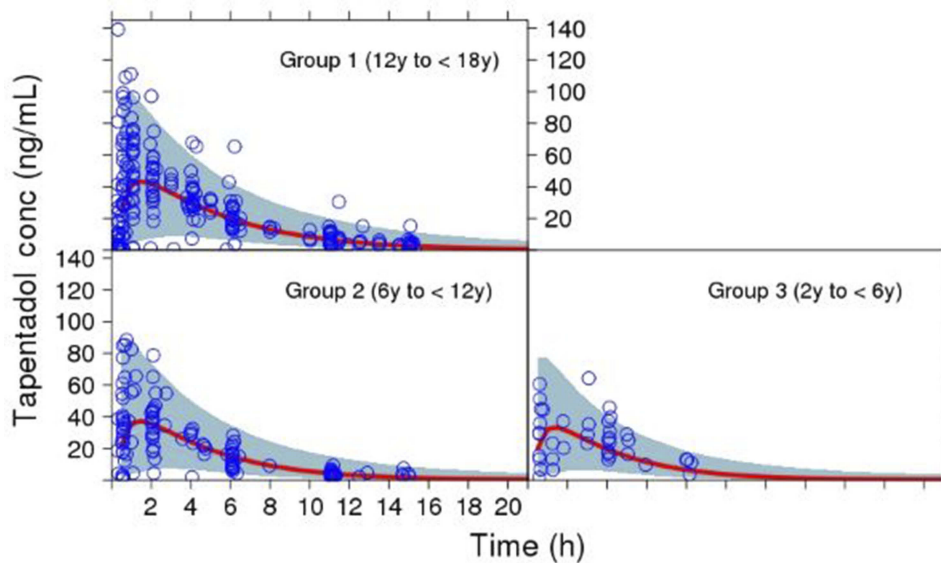 Tapentadol conc (ng/mL)
Group 1 (12y to < 18y)
140
120
100
80
60
40
20
140
120
100
80
60
40
20
Group 2 (6y to < 12y)
Group 3 (2y to < 6y)
2 4 6 8 10 12 14 16 18 20
Time (h)